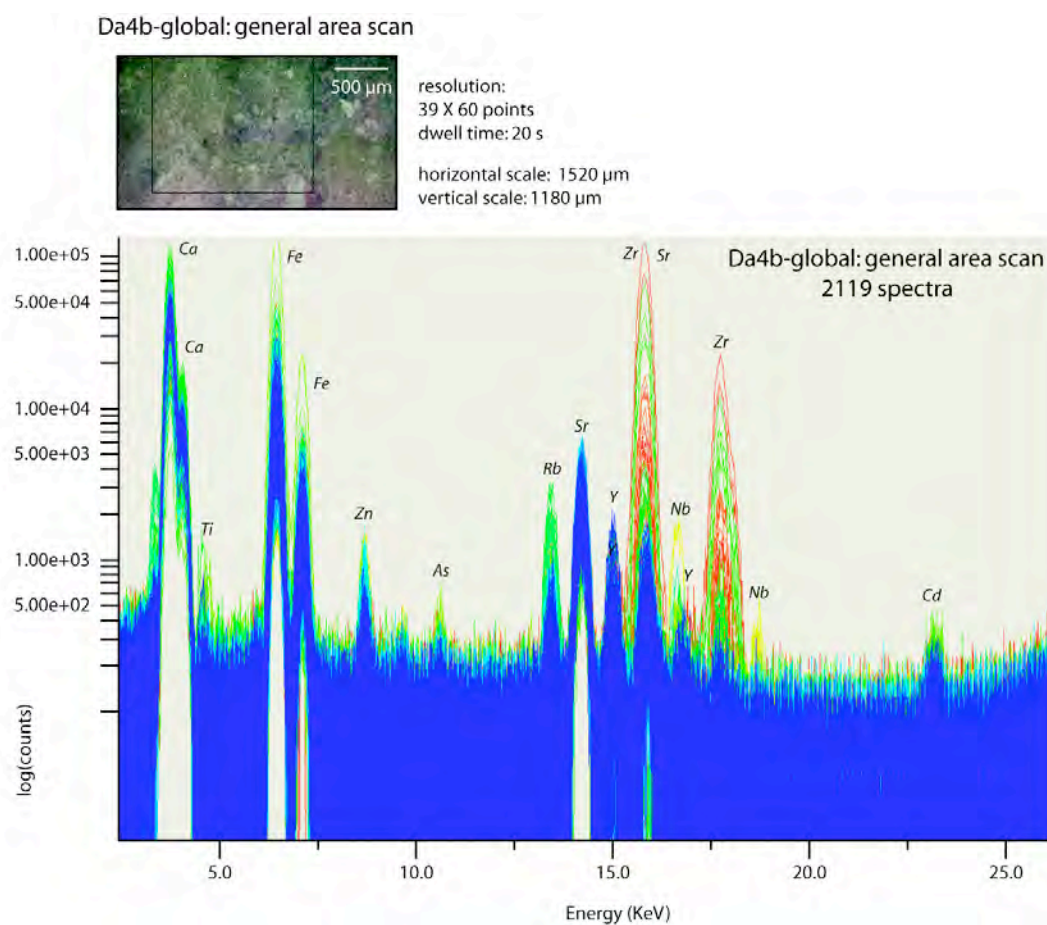 Da4b-global: general area scan
500 µm
resolution:
39 X 60 points
dwell time: 20 s
horizontal scale: 1520 µm
vertical scale: 1180 µm
Da4b-global: general area scan
2119 spectra
1.00e+05
5.00e+04
1.00e+04
5.00e+03
1.00e+03
5.00e+02
log(counts)
Ca
Ca
Ti
Fe
Fe
Zn
As
Rb
Sr
Y
Y
Zr
Sr
Nb
Y
Zr
Nb
Cd
5.0
10.0
15.0
20.0
25.0
Energy (KeV)